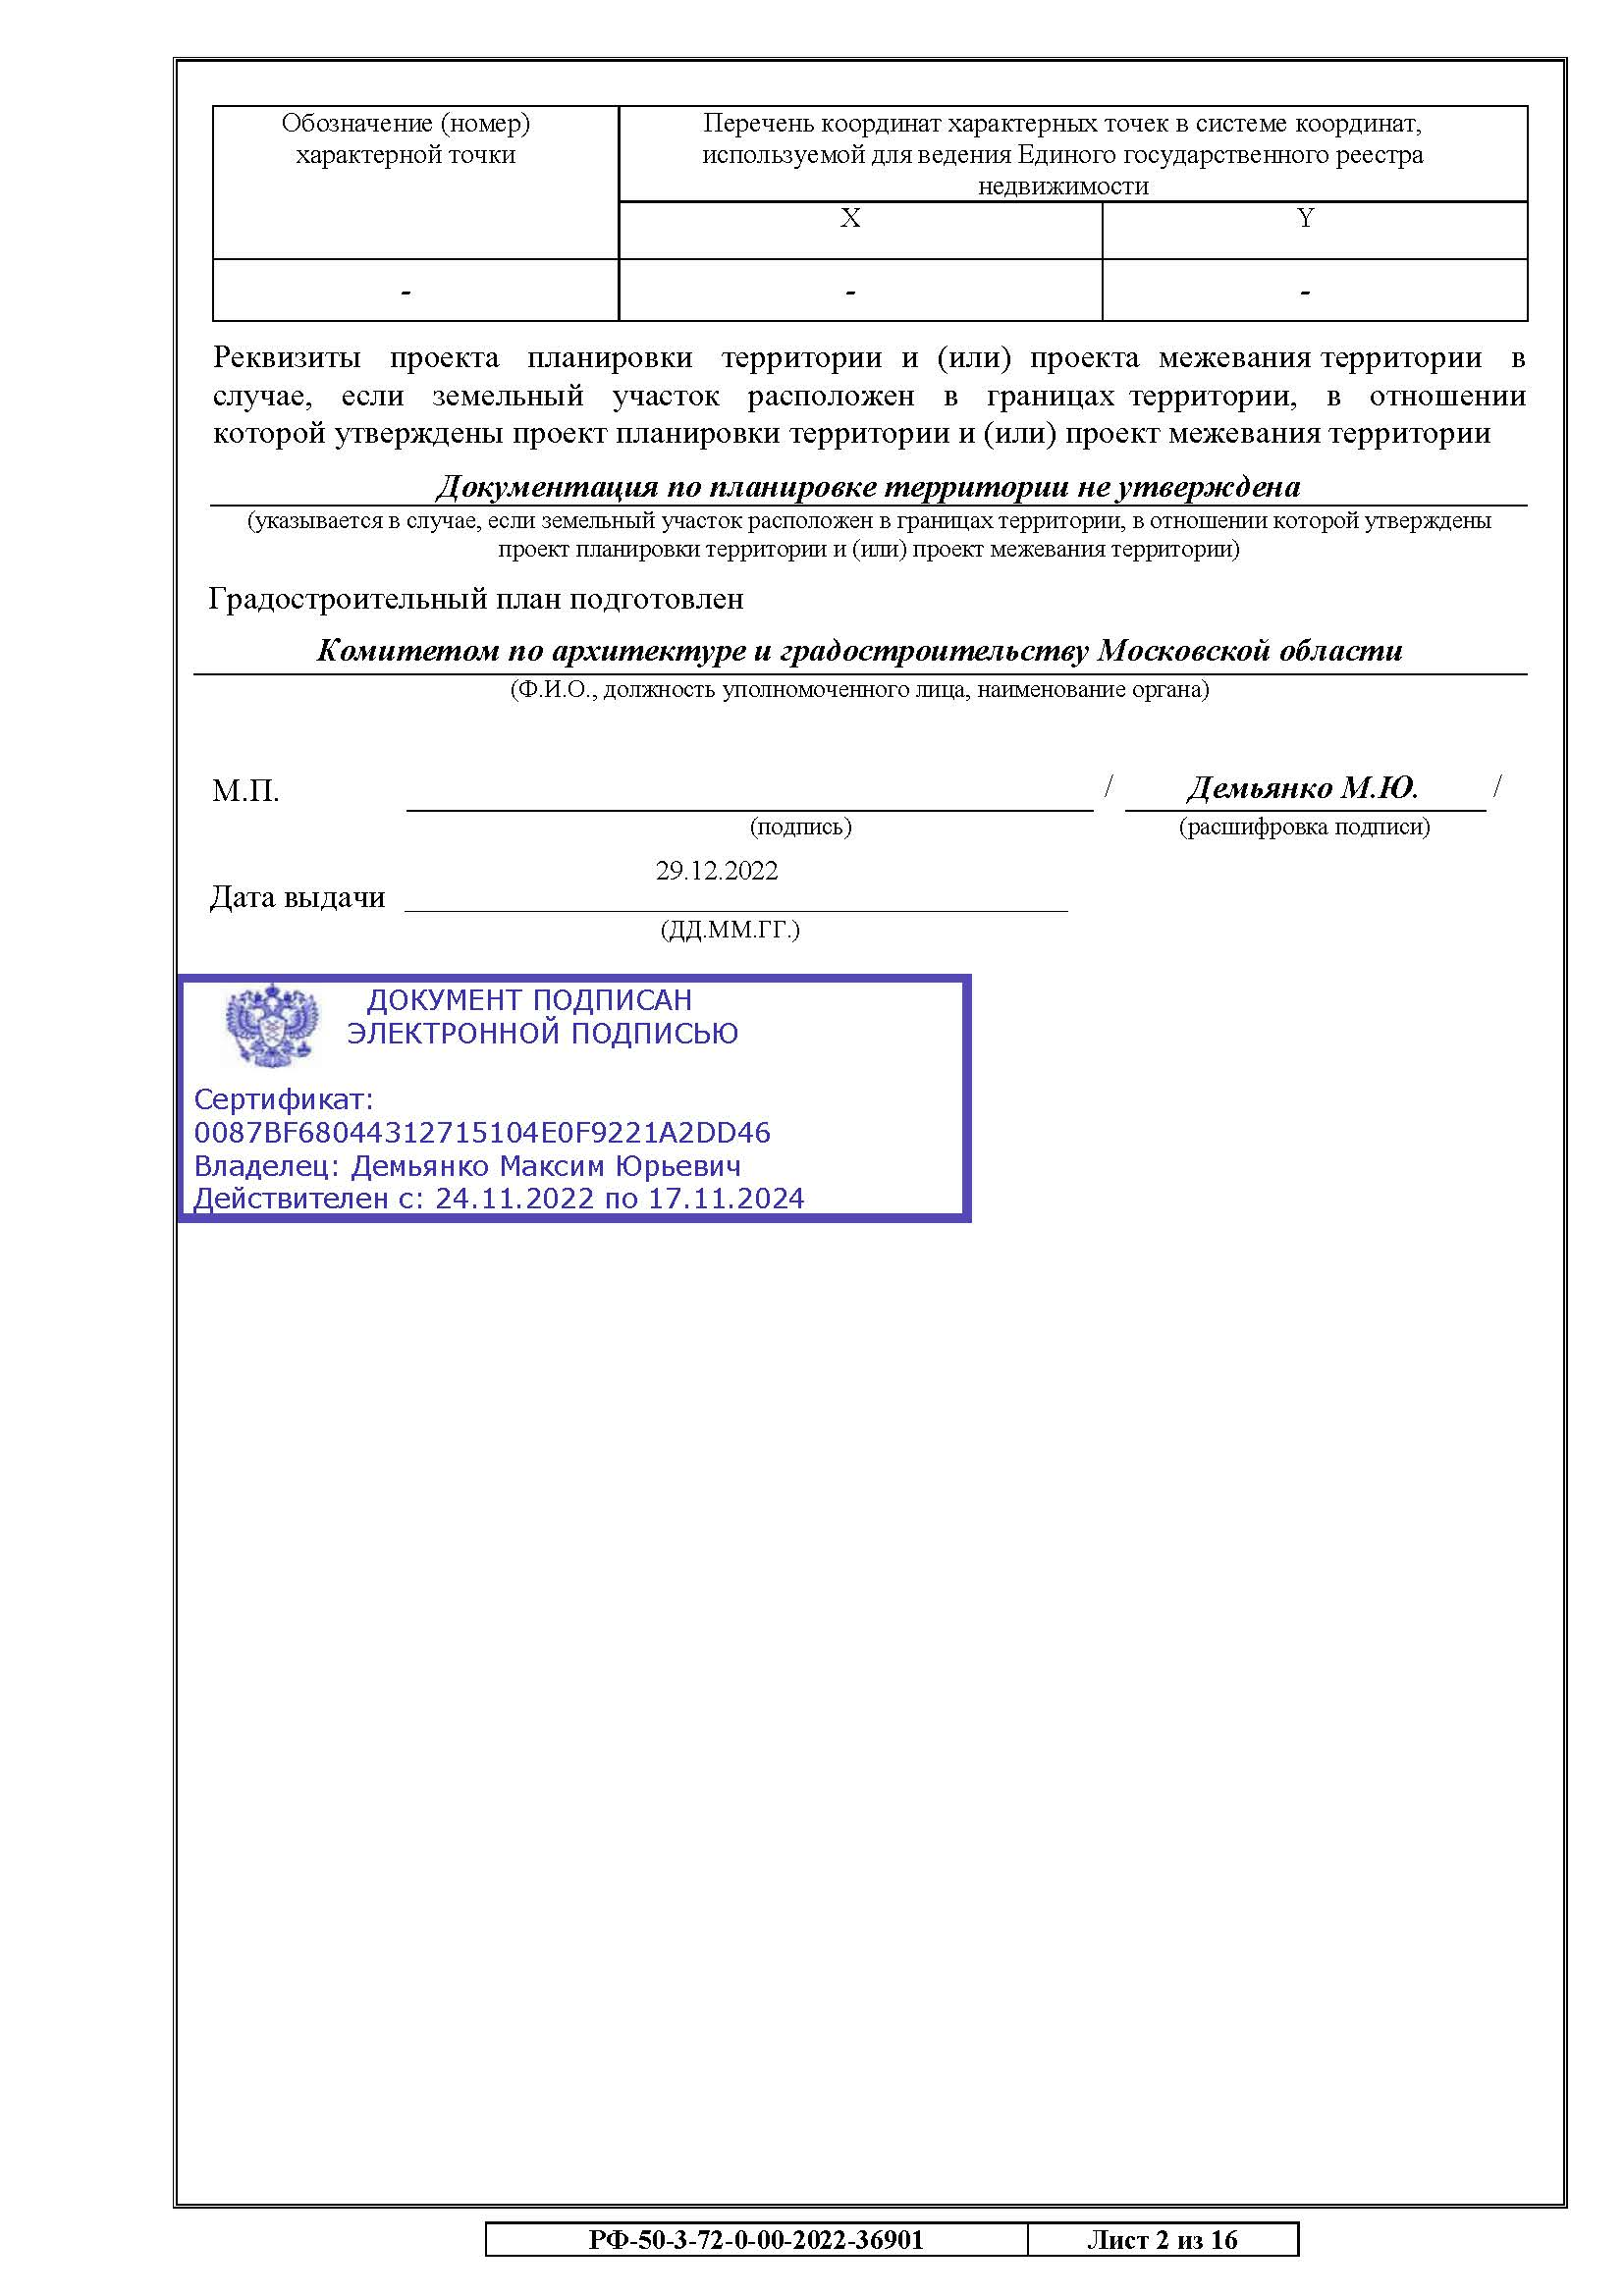 Обозначение (номер)
характерной точки
Перечень координат характерных точек в системе координат,
используемой для ведения Единого государственного реестра
недвижимости
X
Y
-
-
-
Реквизиты проекта планировки территории и (или) проекта межевания территории в
случае, если земельный участок расположен в границах территории, в отношении
которой утверждены проект планировки территории и (или) проект межевания территории
Документация по планировке территории не утверждена
(указывается в случае, если земельный участок расположен в границах территории, в отношении которой утверждены
проект планировки территории и (или) проект межевания территории)
Градостроительный план подготовлен
Комитетом по архитектуре и градостроительству Московской области
(Ф.И.О., должность уполномоченного лица, наименование органа)
М.П. / Демьянко М.Ю. /
(подпись) (расшифровка подписи)
29.12.2022
Дата выдачи
(ДД.ММ.ГГ.)
ДОКУМЕНТ ПОДПИСАН
ЭЛЕКТРОННОЙ ПОДПИСЬЮ
Сертификат:
0087BF68044312715104E0F9221A2DD46
Владелец: Демьянко Максим Юрьевич
Действителен с: 24.11.2022 по 17.11.2024
РФ-50-3-72-0-00-2022-36901
Лист 2 из 16